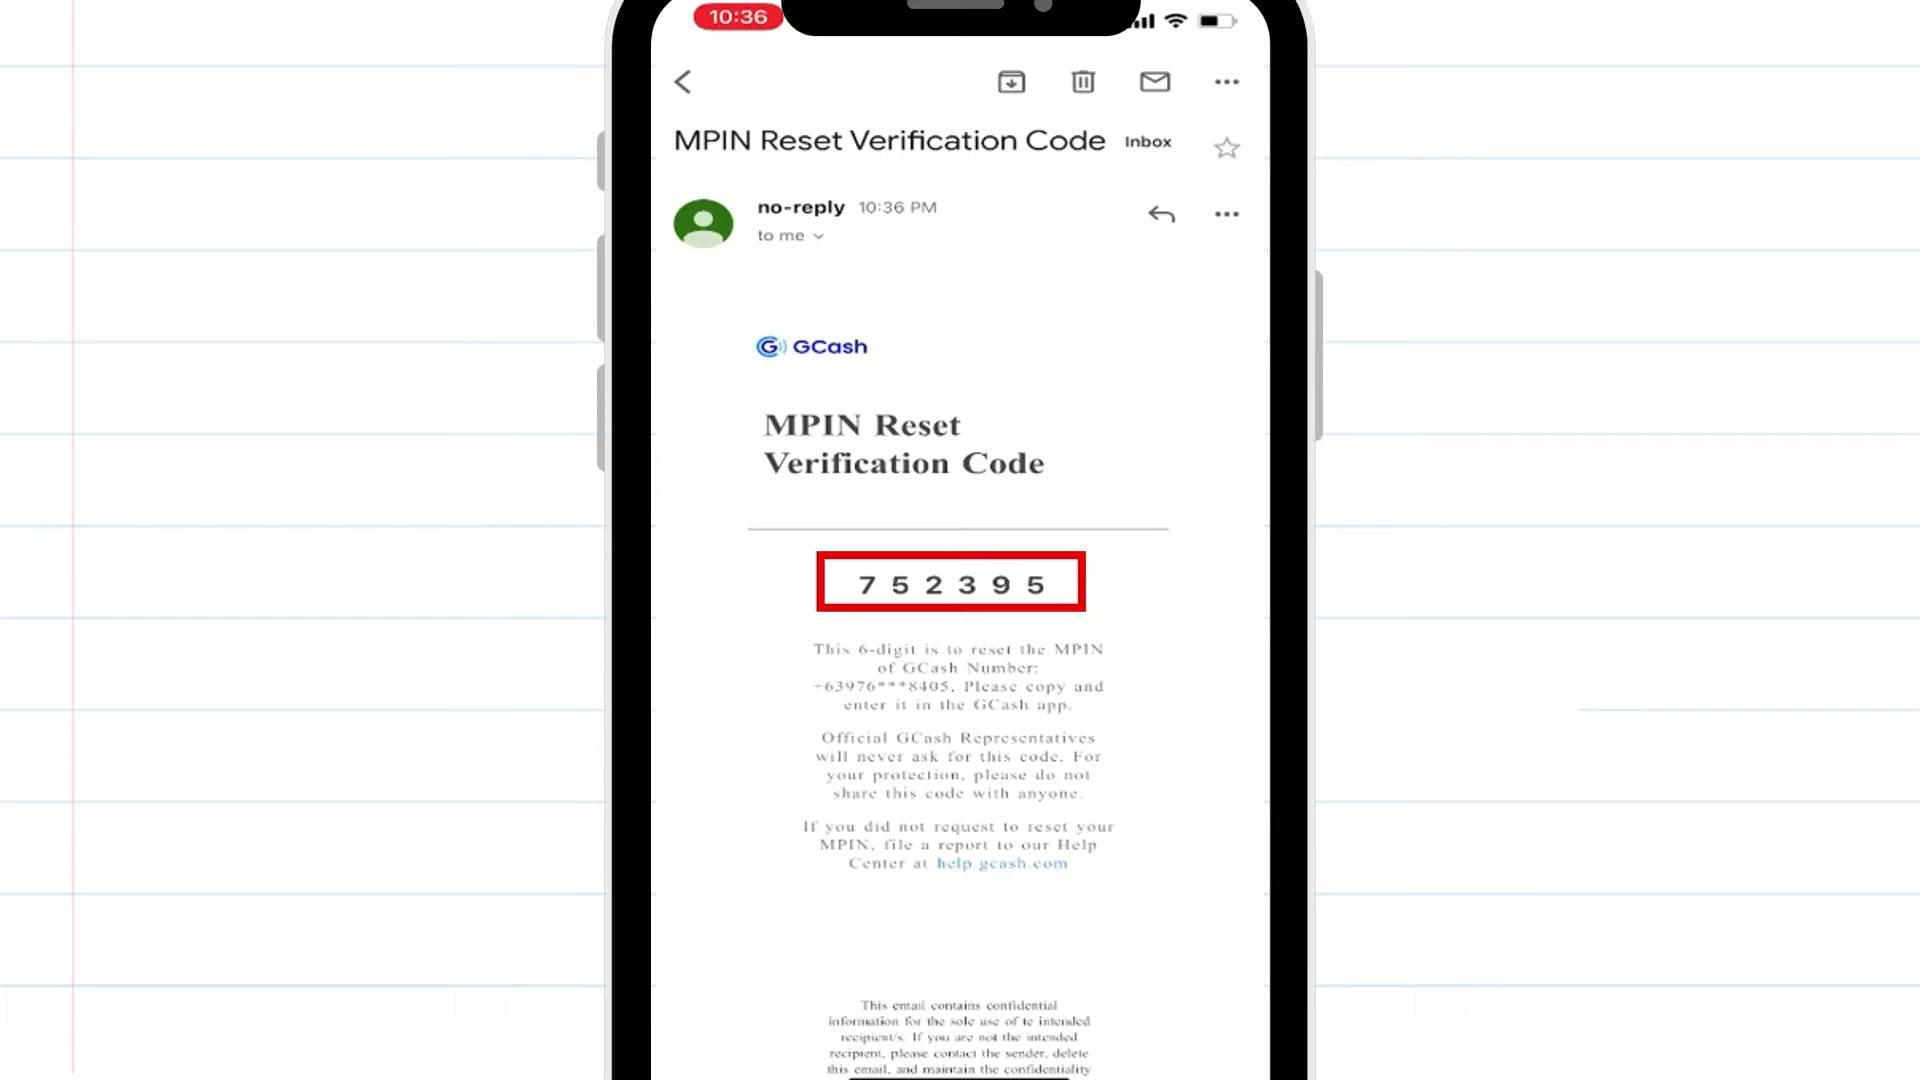 10:36
MPIN Reset Verification Code Inbox
no-reply 10:36 PM
to me
GCash
MPIN Reset
Verification Code
7 5 2 3 9 5
This 6-digit is to reset the MPIN
of GCash Number:
+63976***8405. Please copy and
enter it in the GCash app.
Official GCash Representatives
will never ask for this code. For
your protection, please do not
share this code with anyone.
If you did not request to reset your
MPIN, file a report to our Help
Center at help.gcash.com
This email contains confidential
information for the sole use of te intended
recipient/s. If you are not the intended
recipient, please contact the sender, delete
this email, and maintain the confidentiality